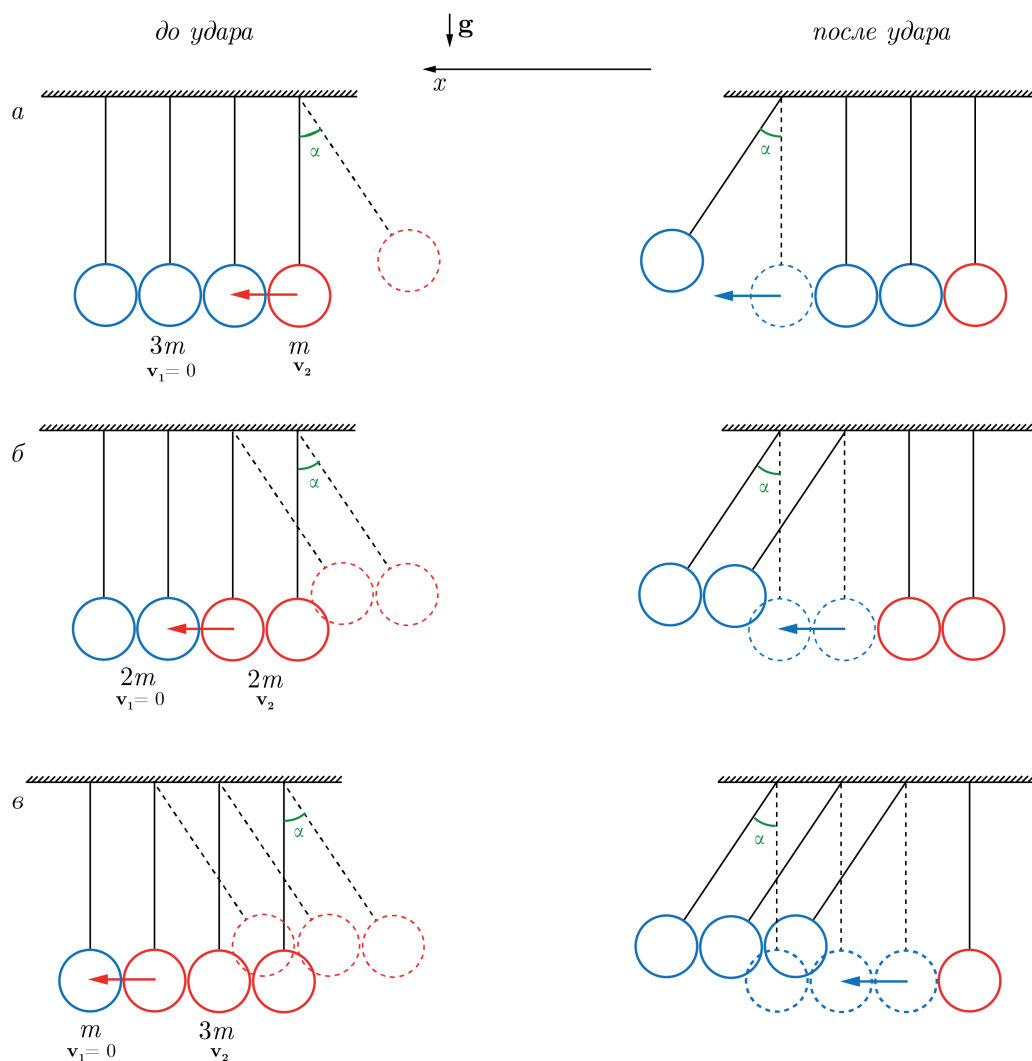 до удара
g
после удара
x
а
α
α
3m
v₁= 0
m
v₂
б
α
α
2m
v₁= 0
2m
v₂
в
α
α
m
v₁= 0
3m
v₂